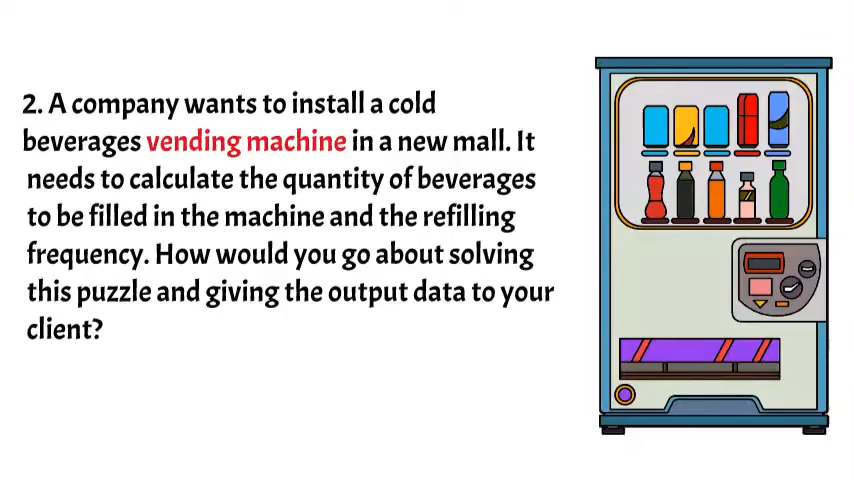 2. A company wants to install a cold
beverages vending machine in a new mall. It
needs to calculate the quantity of beverages
to be filled in the machine and the refilling
frequency. How would you go about solving
this puzzle and giving the output data to your
client?